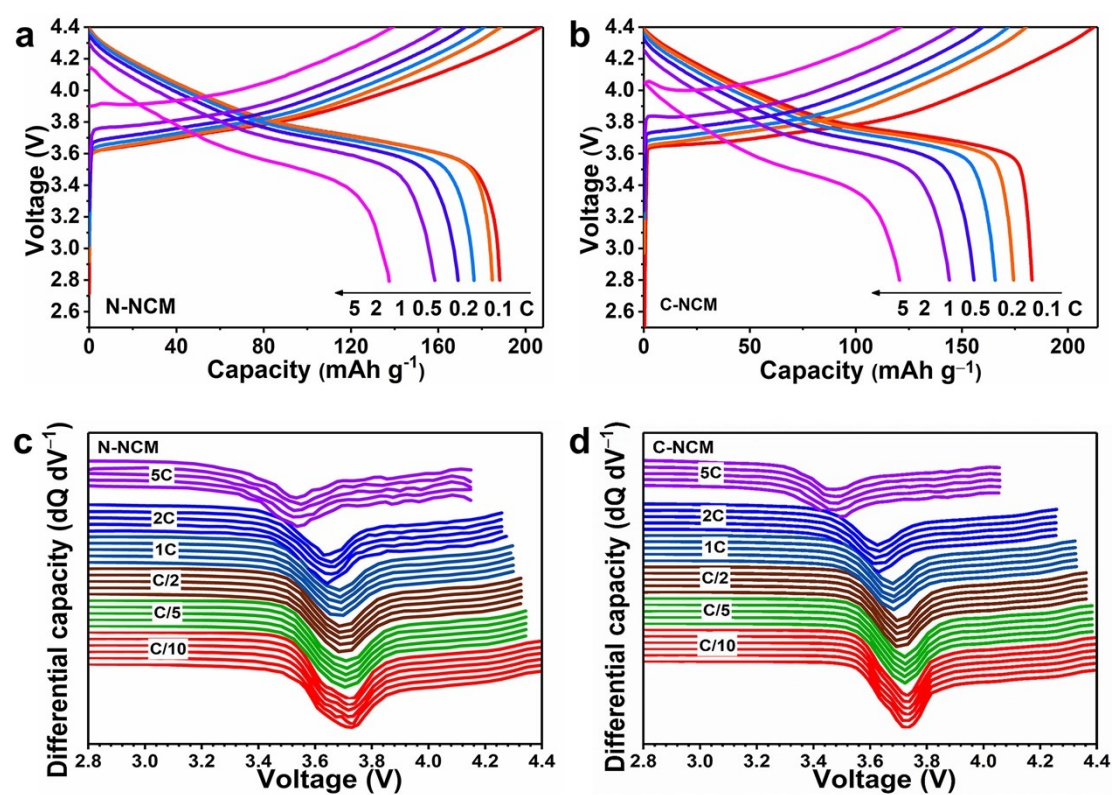 a
4.4
4.2
4.0
3.8
3.6
3.4
3.2
3.0
2.8
2.6
Voltage (V)
N-NCM
5 2 1 0.5 0.2 0.1 C
0 40 80 120 160 200
Capacity (mAh g⁻¹)
b
4.4
4.2
4.0
3.8
3.6
3.4
3.2
3.0
2.8
2.6
Voltage (V)
C-NCM
5 2 1 0.5 0.2 0.1 C
0 50 100 150 200
Capacity (mAh g⁻¹)
c
Differential capacity (dQ dV⁻¹)
N-NCM
5C
2C
1C
C/2
C/5
C/10
2.8 3.0 3.2 3.4 3.6 3.8 4.0 4.2 4.4
Voltage (V)
d
Differential capacity (dQ dV⁻¹)
C-NCM
5C
2C
1C
C/2
C/5
C/10
2.8 3.0 3.2 3.4 3.6 3.8 4.0 4.2 4.4
Voltage (V)